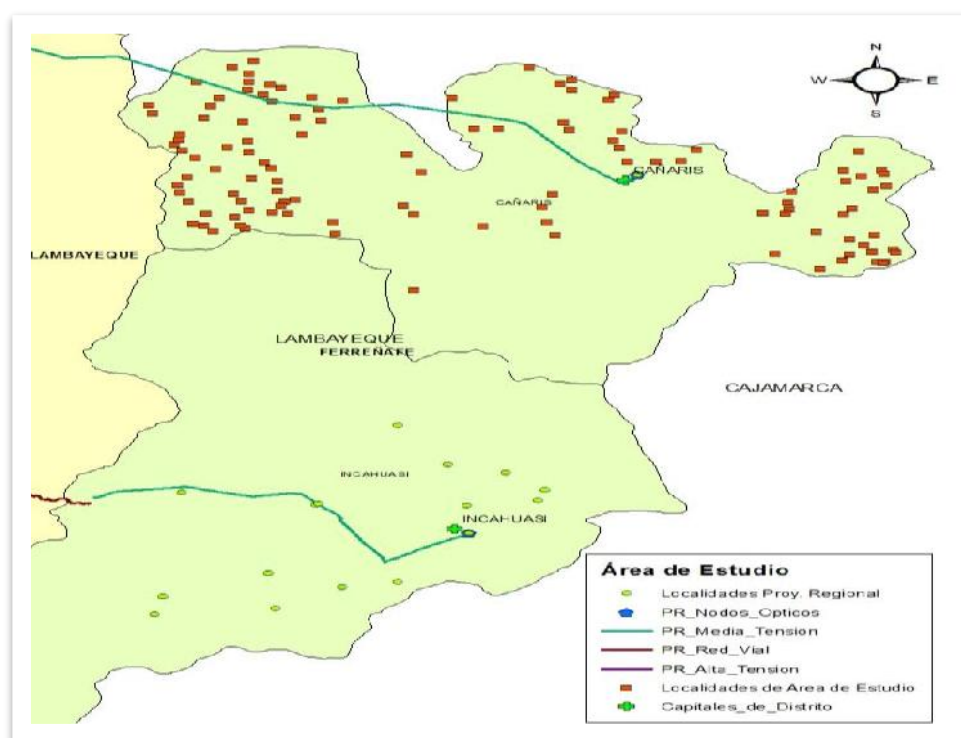 N
W E
S
CAÑARIS
CAÑARIS
LAMBAYEQUE
LAMBAYEQUE
FERREÑAFE
CAJAMARCA
INCAHUASI
INCAHUASI
Área de Estudio
Localidades Proy. Regional
PR_Nodos_Opticos
PR_Media_Tension
PR_Red_Vial
PR_Alta_Tension
Localidades de Area de Estudio
Capitales_de_Distrito